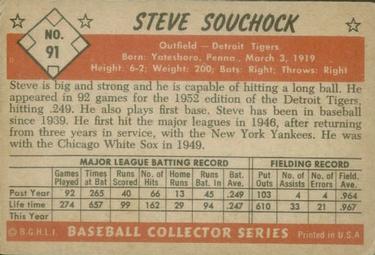 NO.
91
STEVE SOUCHOCK
Outfield — Detroit Tigers
Born: Yatesboro, Penna. March 3, 1919
Height: 6-2; Weight: 200; Bats: Right; Throws: Right
Steve is big and strong and he is capable of hitting a long ball. He
appeared in 92 games for the 1952 edition of the Detroit Tigers,
hitting .249. He also plays first base. Steve has been in baseball
since 1939. He first hit the major leagues in 1946, after returning
from three years in service, with the New York Yankees. He was
with the Chicago White Sox in 1949.
MAJOR LEAGUE BATTING RECORD FIELDING RECORD
Games Played Times at Bat Runs Scored No. of Hits Home Runs Runs Bat. In Bat. Ave. Put Outs No. of Assists No. of Errors Field. Ave.
Past Year 92 265 40 66 13 45 .249 103 4 4 .964
Life time 274 657 99 162 29 94 .247 610 33 21 .967
This Year
© B.G.H.L.I. BASEBALL COLLECTOR SERIES Printed in U.S.A.